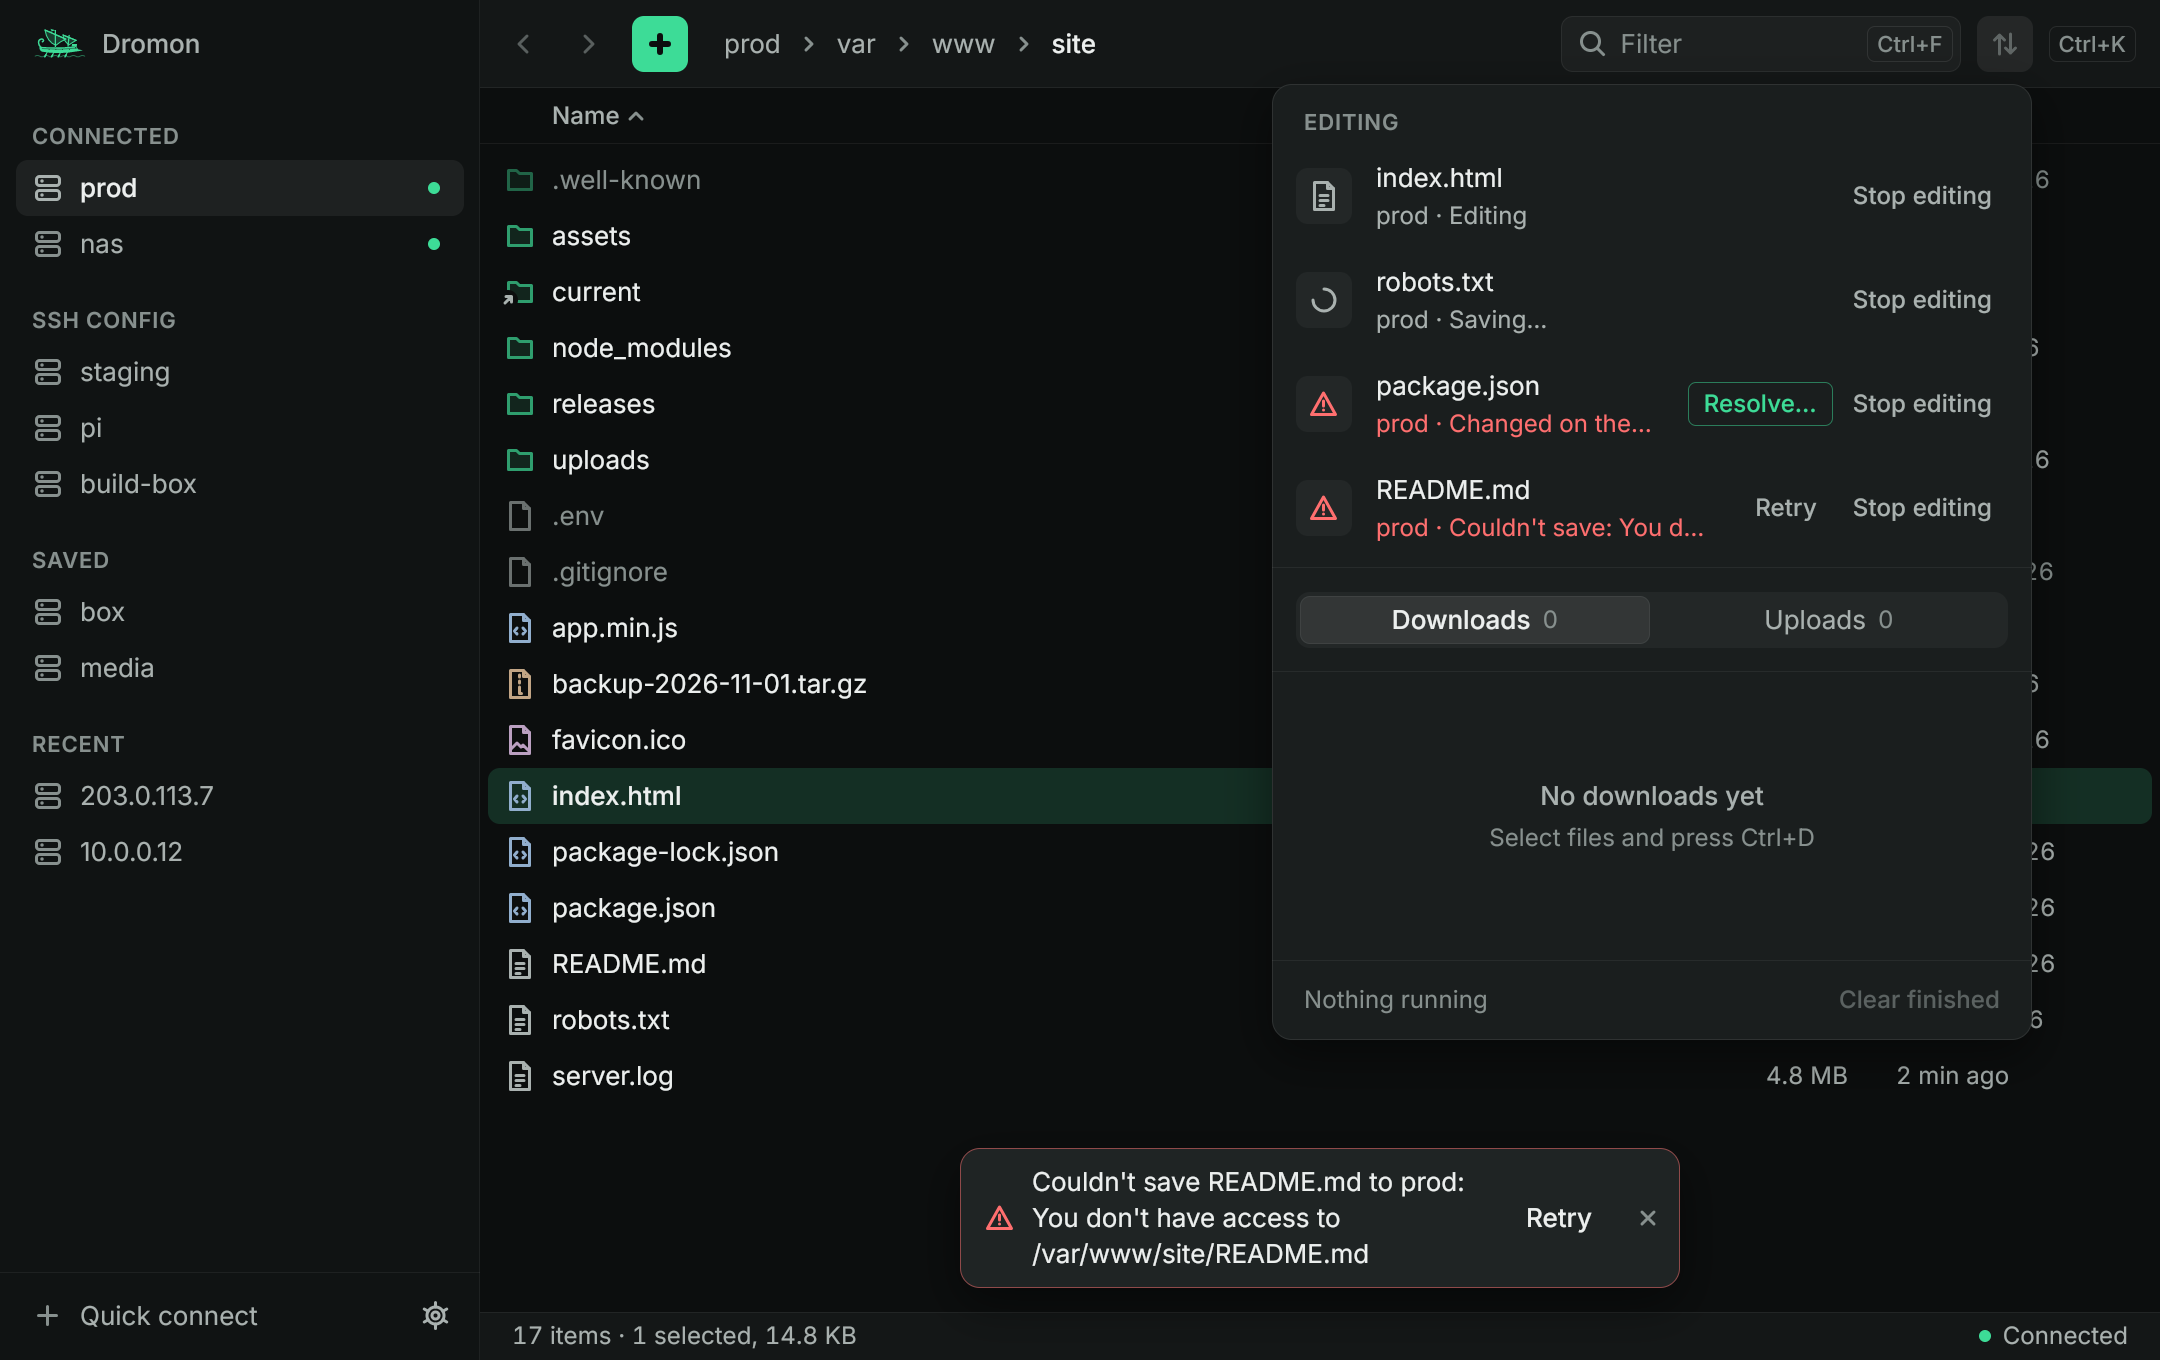 Dromon
CONNECTED
prod
nas
SSH CONFIG
staging
pi
build-box
SAVED
box
media
RECENT
203.0.113.7
10.0.0.12
Quick connect
prod > var > www > site
Filter Ctrl+F
Ctrl+K
Name
.well-known
assets
current
node_modules
releases
uploads
.env
.gitignore
app.min.js
backup-2026-11-01.tar.gz
favicon.ico
index.html
package-lock.json
package.json
README.md
robots.txt
server.log 4.8 MB 2 min ago
EDITING
index.html
prod · Editing
Stop editing
robots.txt
prod · Saving...
Stop editing
package.json
prod · Changed on the...
Resolve... Stop editing
README.md
prod · Couldn't save: You d...
Retry Stop editing
Downloads 0 Uploads 0
No downloads yet
Select files and press Ctrl+D
Nothing running Clear finished
Couldn't save README.md to prod:
You don't have access to
/var/www/site/README.md
Retry
17 items · 1 selected, 14.8 KB
Connected